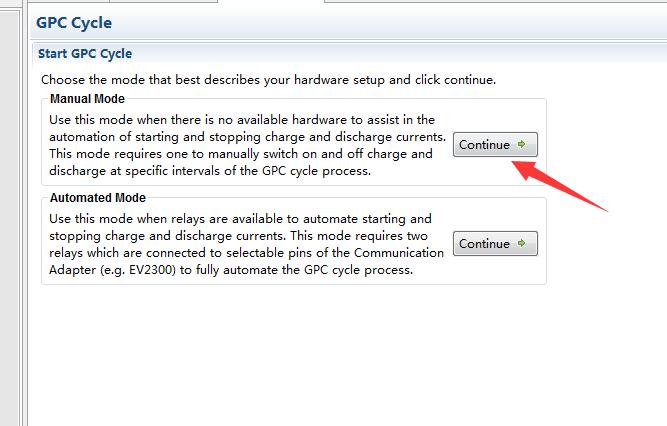 GPC Cycle
Start GPC Cycle
Choose the mode that best describes your hardware setup and click continue.
Manual Mode
Use this mode when there is no available hardware to assist in the
automation of starting and stopping charge and discharge currents.
This mode requires one to manually switch on and off charge and
discharge at specific intervals of the GPC cycle process.
Continue
Automated Mode
Use this mode when relays are available to automate starting and
stopping charge and discharge currents. This mode requires two
relays which are connected to selectable pins of the Communication
Adapter (e.g. EV2300) to fully automate the GPC cycle process.
Continue